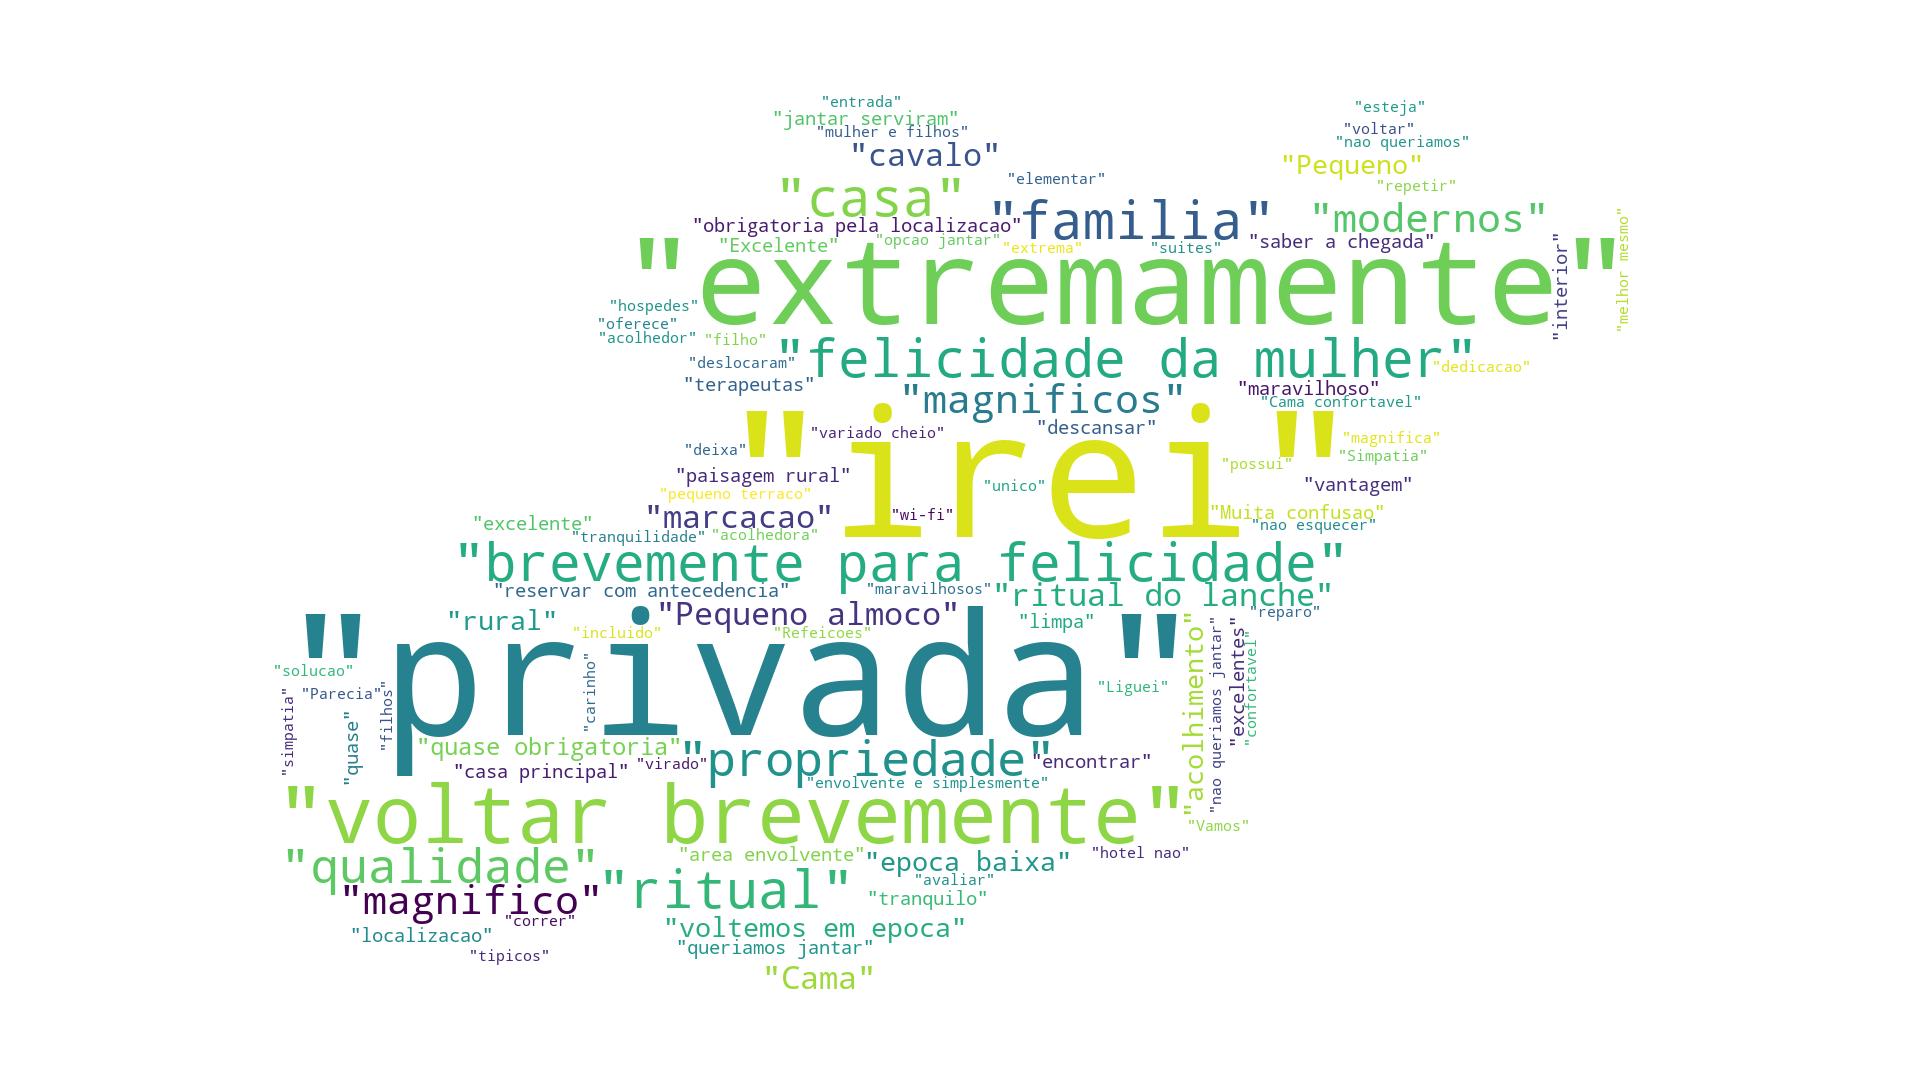 "entrada"
"esteja"
"jantar serviram"
"voltar"
"mulher e filhos"
"nao queriamos"
"cavalo"
"Pequeno"
"elementar"
"repetir"
"casa"
"familia"
"modernos"
"obrigatoria pela localizacao"
"saber a chegada"
"Excelente"
"opcao jantar"
"extrema"
"suites"
"extremamente"
"interior"
"melhor mesmo"
"hospedes"
"oferece"
"acolhedor"
"filho"
"felicidade da mulher"
"deslocaram"
"dedicacao"
"terapeutas"
"magnificos"
"maravilhoso"
"Cama confortavel"
"descansar"
"variado cheio"
"irei"
"magnifica"
"deixa"
"Simpatia"
"possui"
"paisagem rural"
"unico"
"vantagem"
"pequeno terraco"
"marcacao"
"wi-fi"
"Muita confusao"
"excelente"
"nao esquecer"
"tranquilidade"
"acolhedora"
"brevemente para felicidade"
"reservar com antecedencia"
"maravilhosos"
"ritual do lanche"
"rural"
"Pequeno almoco"
"limpa"
"reparo"
"incluido"
"Refeicoes"
"privada"
"solucao"
"Parecia"
"simpatia"
"quase"
"filhos"
"carinho"
"Liguei"
"acolhimento"
"nao queriamos jantar"
"excelentes"
"confortavel"
"quase obrigatoria"
"propriedade"
"casa principal"
"virado"
"encontrar"
"envolvente e simplesmente"
"voltar brevemente"
"Vamos"
"qualidade"
"area envolvente"
"epoca baixa"
"hotel nao"
"magnifico"
"ritual"
"avaliar"
"tranquilo"
"correr"
"localizacao"
"voltemos em epoca"
"queriamos jantar"
"tipicos"
"Cama"